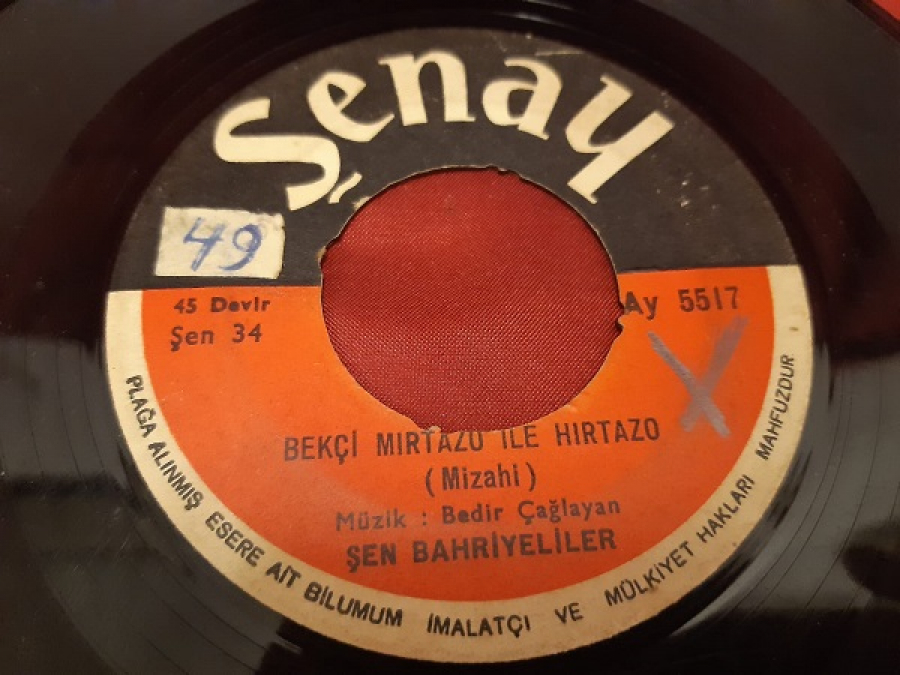 Şenay
49
45 Devir
Şen 34
Ay 5517
X
BEKÇİ MIRTAZO İLE HIRTAZO
(Mizahi)
Müzik : Bedir Çağlayan
ŞEN BAHRİYELİLER
PLAĞA ALINMIŞ ESERE AİT BİLUMUM İMALATÇI VE MÜLKİYET HAKLARI MAHFUZDUR